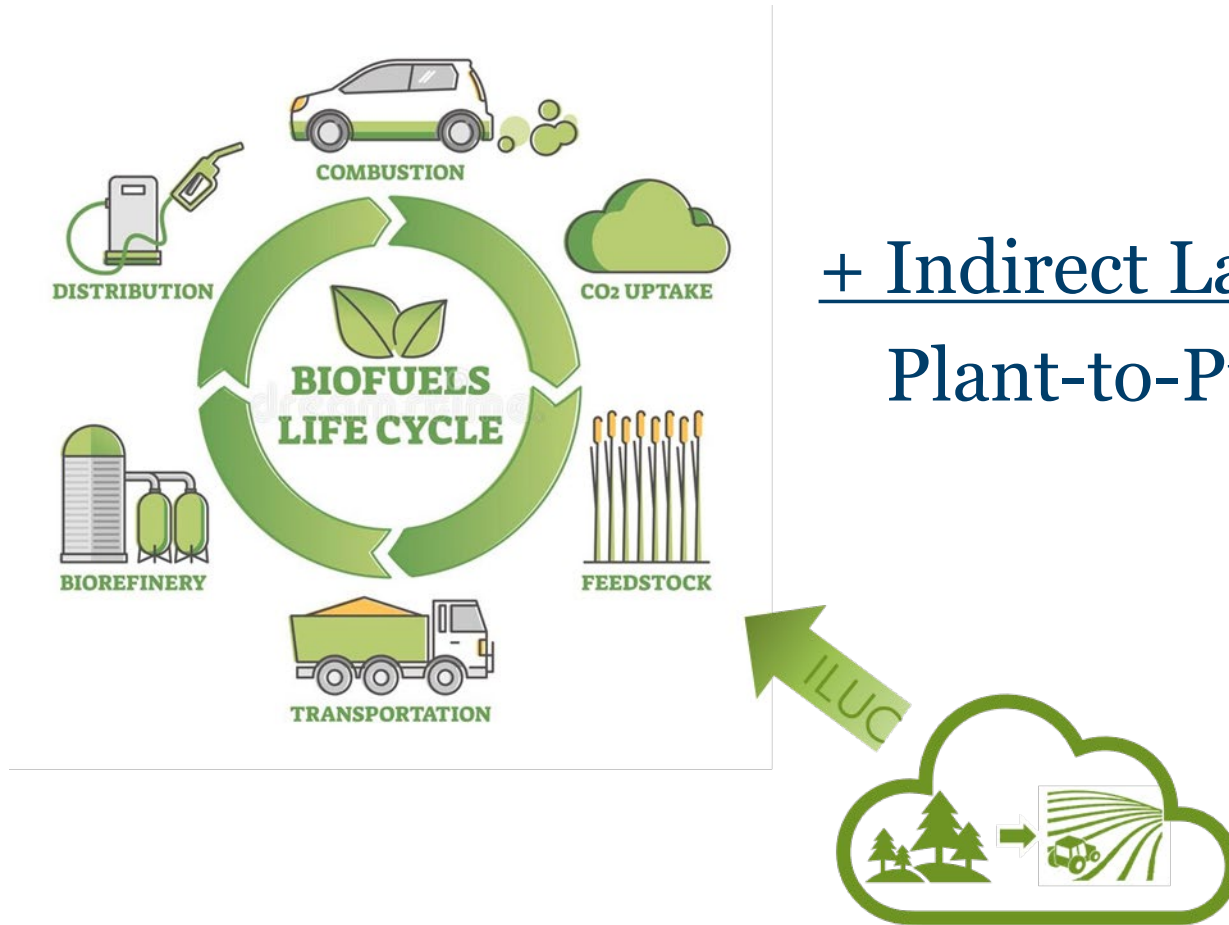 COMBUSTION
DISTRIBUTION
CO2 UPTAKE
BIOFUELS
LIFE CYCLE
BIOREFINERY
FEEDSTOCK
TRANSPORTATION
+ Indirect La
Plant-to-P
ILUC